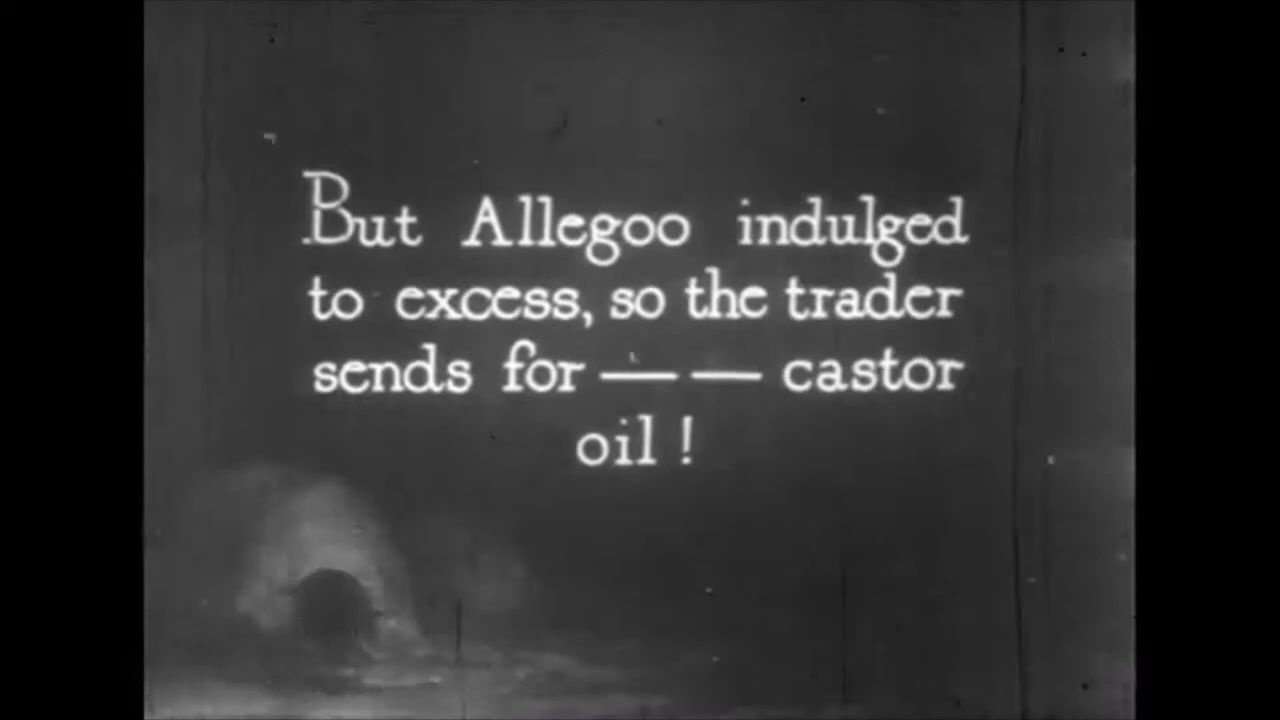 But Allegoo indulged
to excess, so the trader
sends for — — castor
oil !